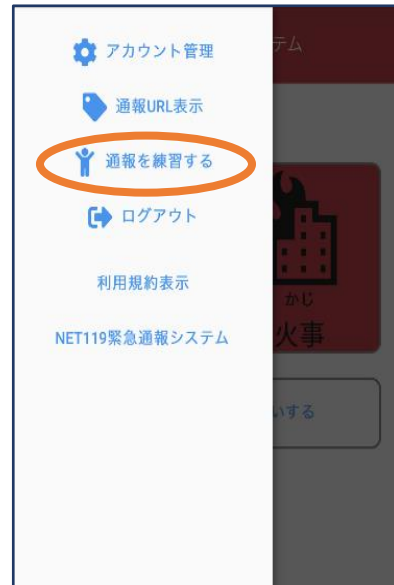 アカウント管理
通報URL表示
通報を練習する
ログアウト
利用規約表示
NET119緊急通報システム
テム
かじ
火事
いする